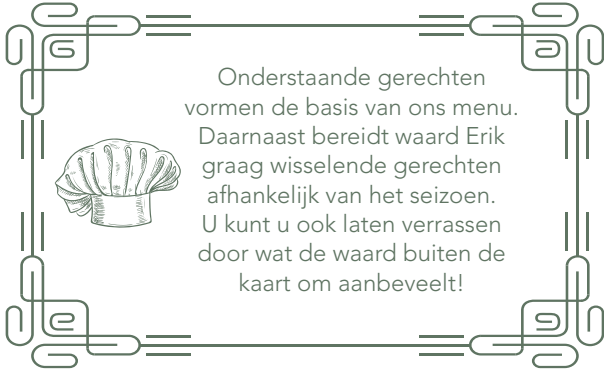 Onderstaande gerechten
vormen de basis van ons menu.
Daarnaast bereidt waard Erik
graag wisselende gerechten
afhankelijk van het seizoen.
U kunt u ook laten verrassen
door wat de waard buiten de
kaart om aanbeveelt!